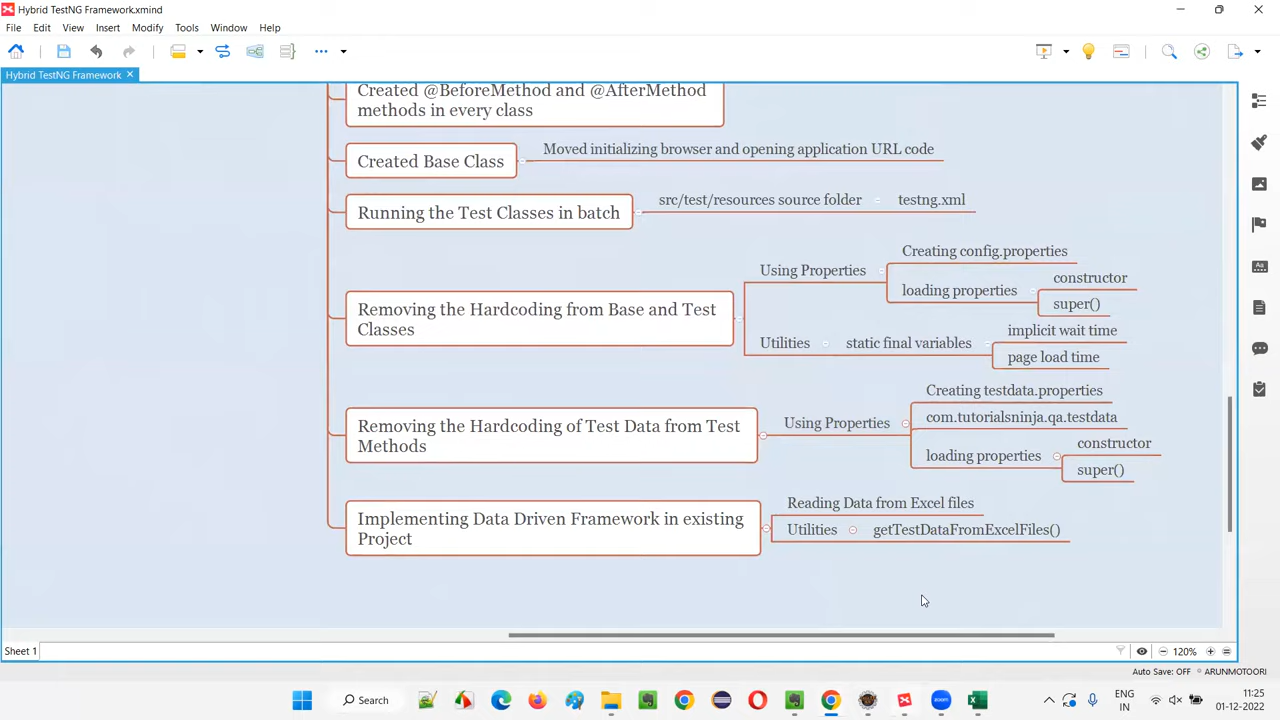 Hybrid TestNG Framework.xmind
File Edit View Insert Modify Tools Window Help
Hybrid TestNG Framework
Created @BeforeMethod and @AfterMethod
methods in every class
Created Base Class
Moved initializing browser and opening application URL code
Running the Test Classes in batch
src/test/resources source folder
testng.xml
Removing the Hardcoding from Base and Test
Classes
Using Properties
Creating config.properties
loading properties
constructor
super()
Utilities
static final variables
implicit wait time
page load time
Removing the Hardcoding of Test Data from Test
Methods
Using Properties
Creating testdata.properties
com.tutorialsninja.qa.testdata
loading properties
constructor
super()
Implementing Data Driven Framework in existing
Project
Reading Data from Excel files
Utilities
getTestDataFromExcelFiles()
Sheet 1
120%
Auto Save: OFF
ARUNMOTOORI
Search
ENG
IN
11:25
01-12-2022